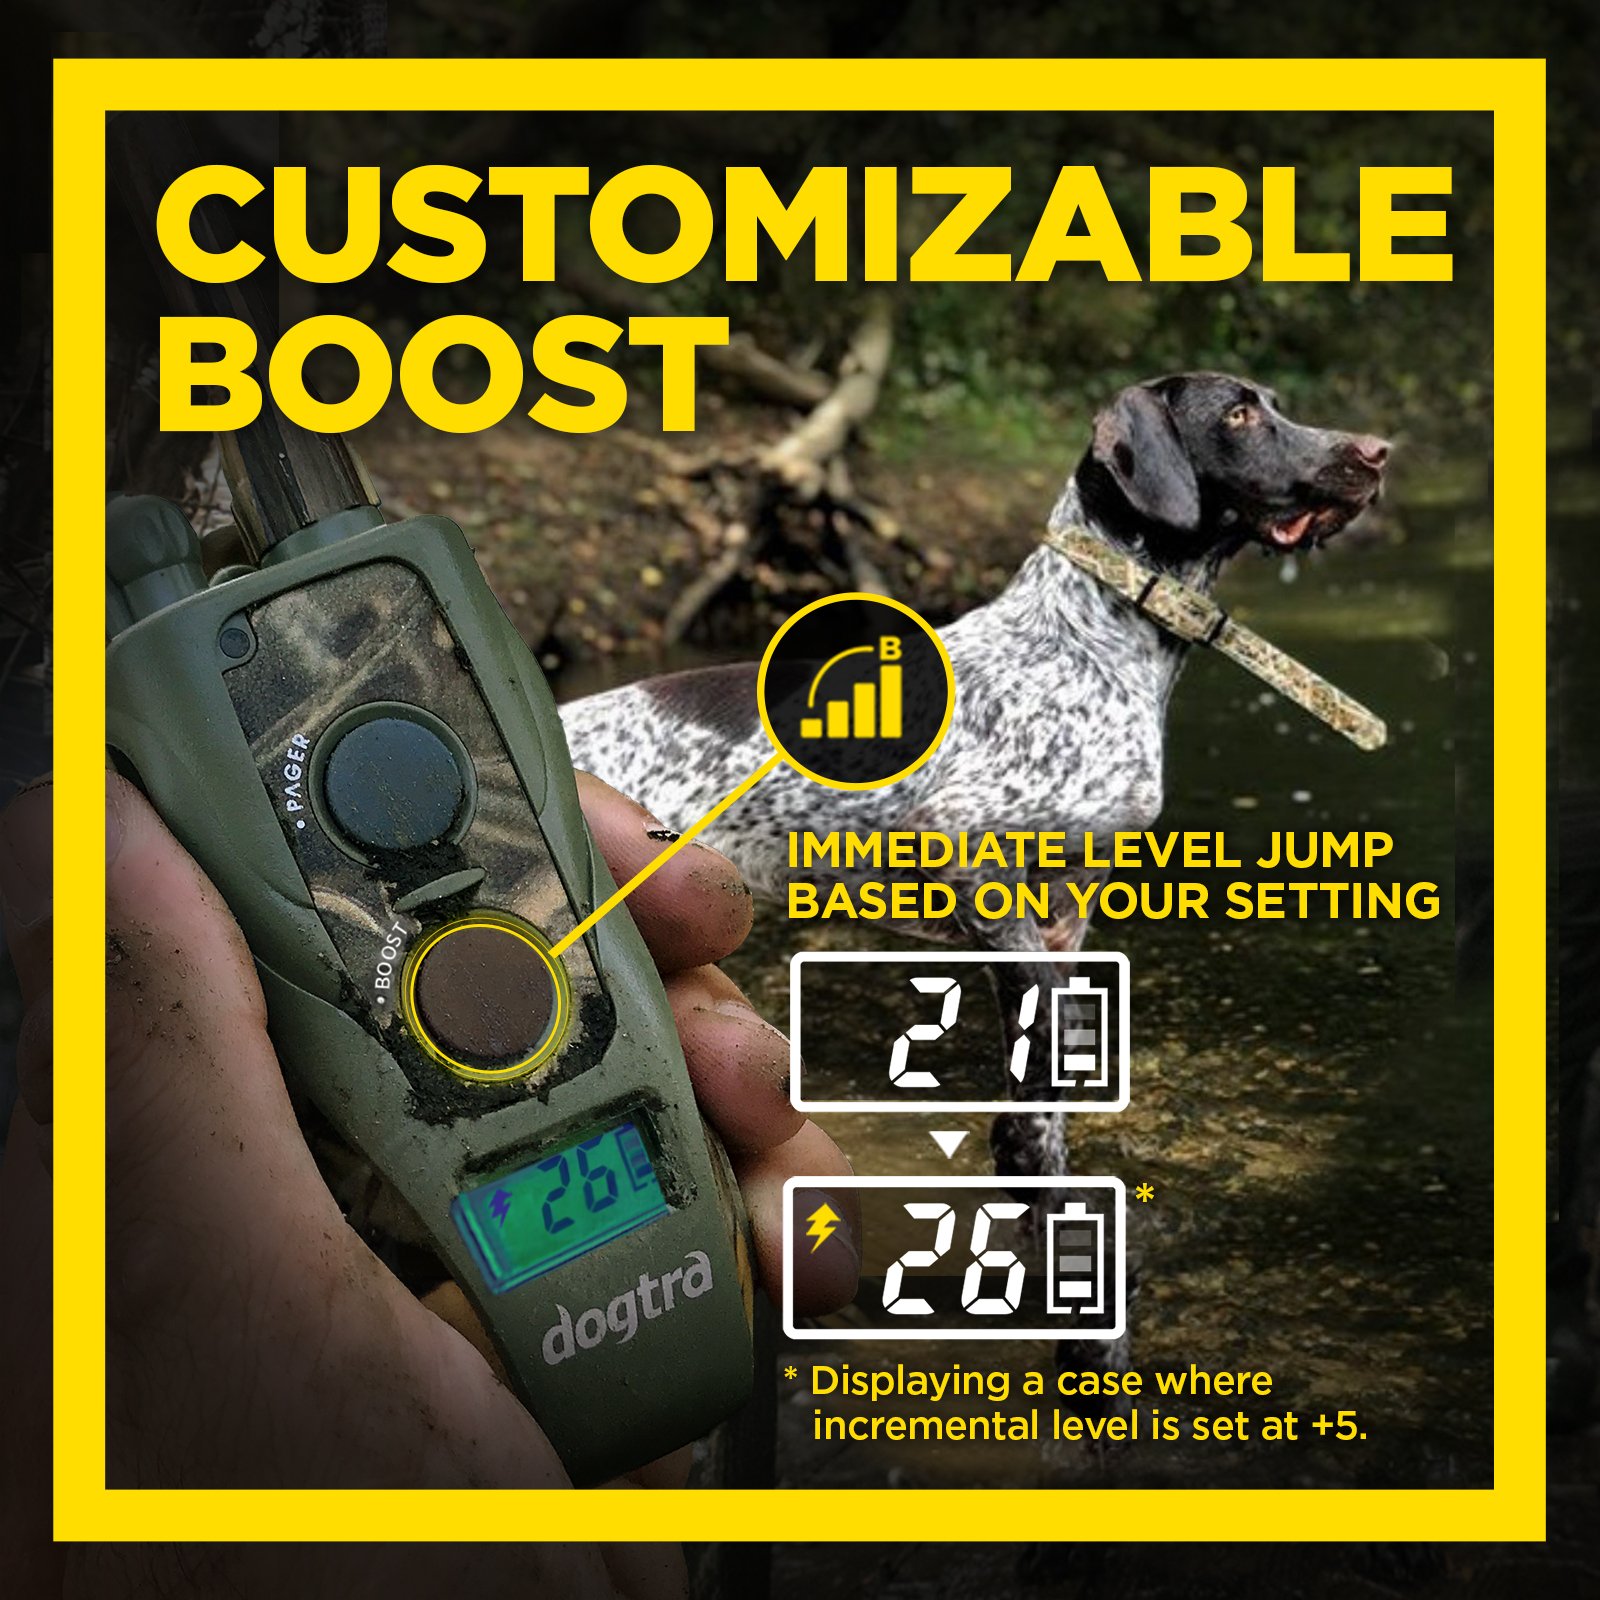 CUSTOMIZABLE
BOOST
• PAGER
B
IMMEDIATE LEVEL JUMP
BASED ON YOUR SETTING
• BOOST
21
26 *
26
dogtra
* Displaying a case where
incremental level is set at +5.